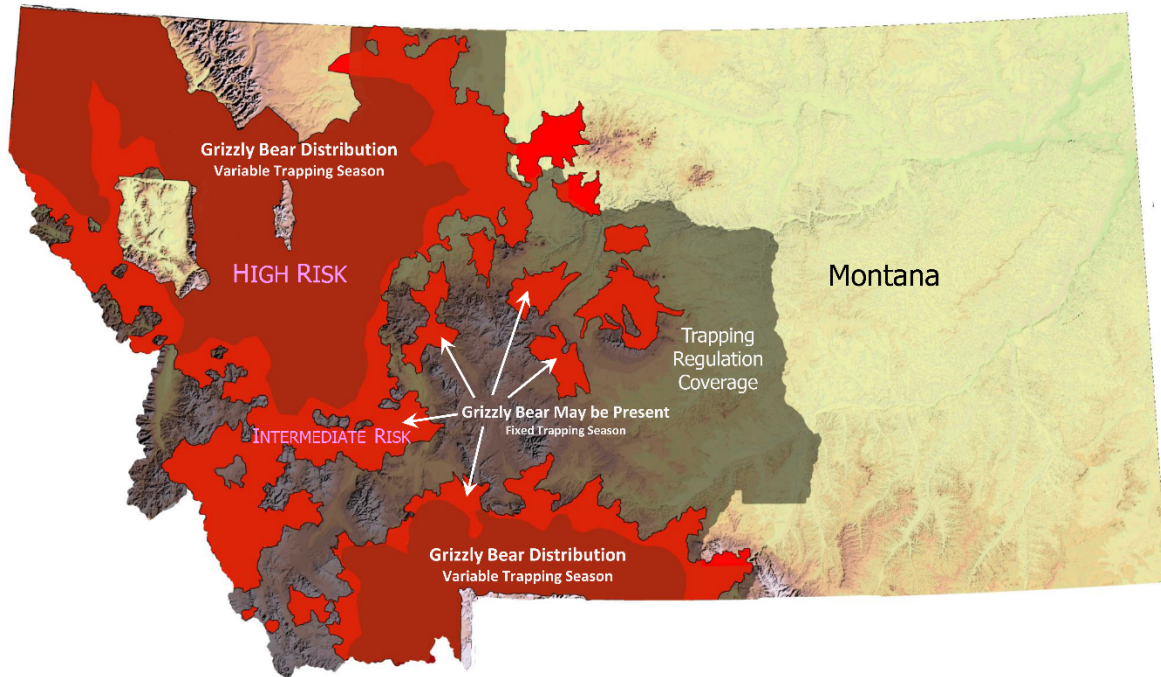 Grizzly Bear Distribution
Variable Trapping Season
HIGH RISK
Montana
Trapping
Regulation
Coverage
Grizzly Bear May be Present
Fixed Trapping Season
INTERMEDIATE RISK
Grizzly Bear Distribution
Variable Trapping Season